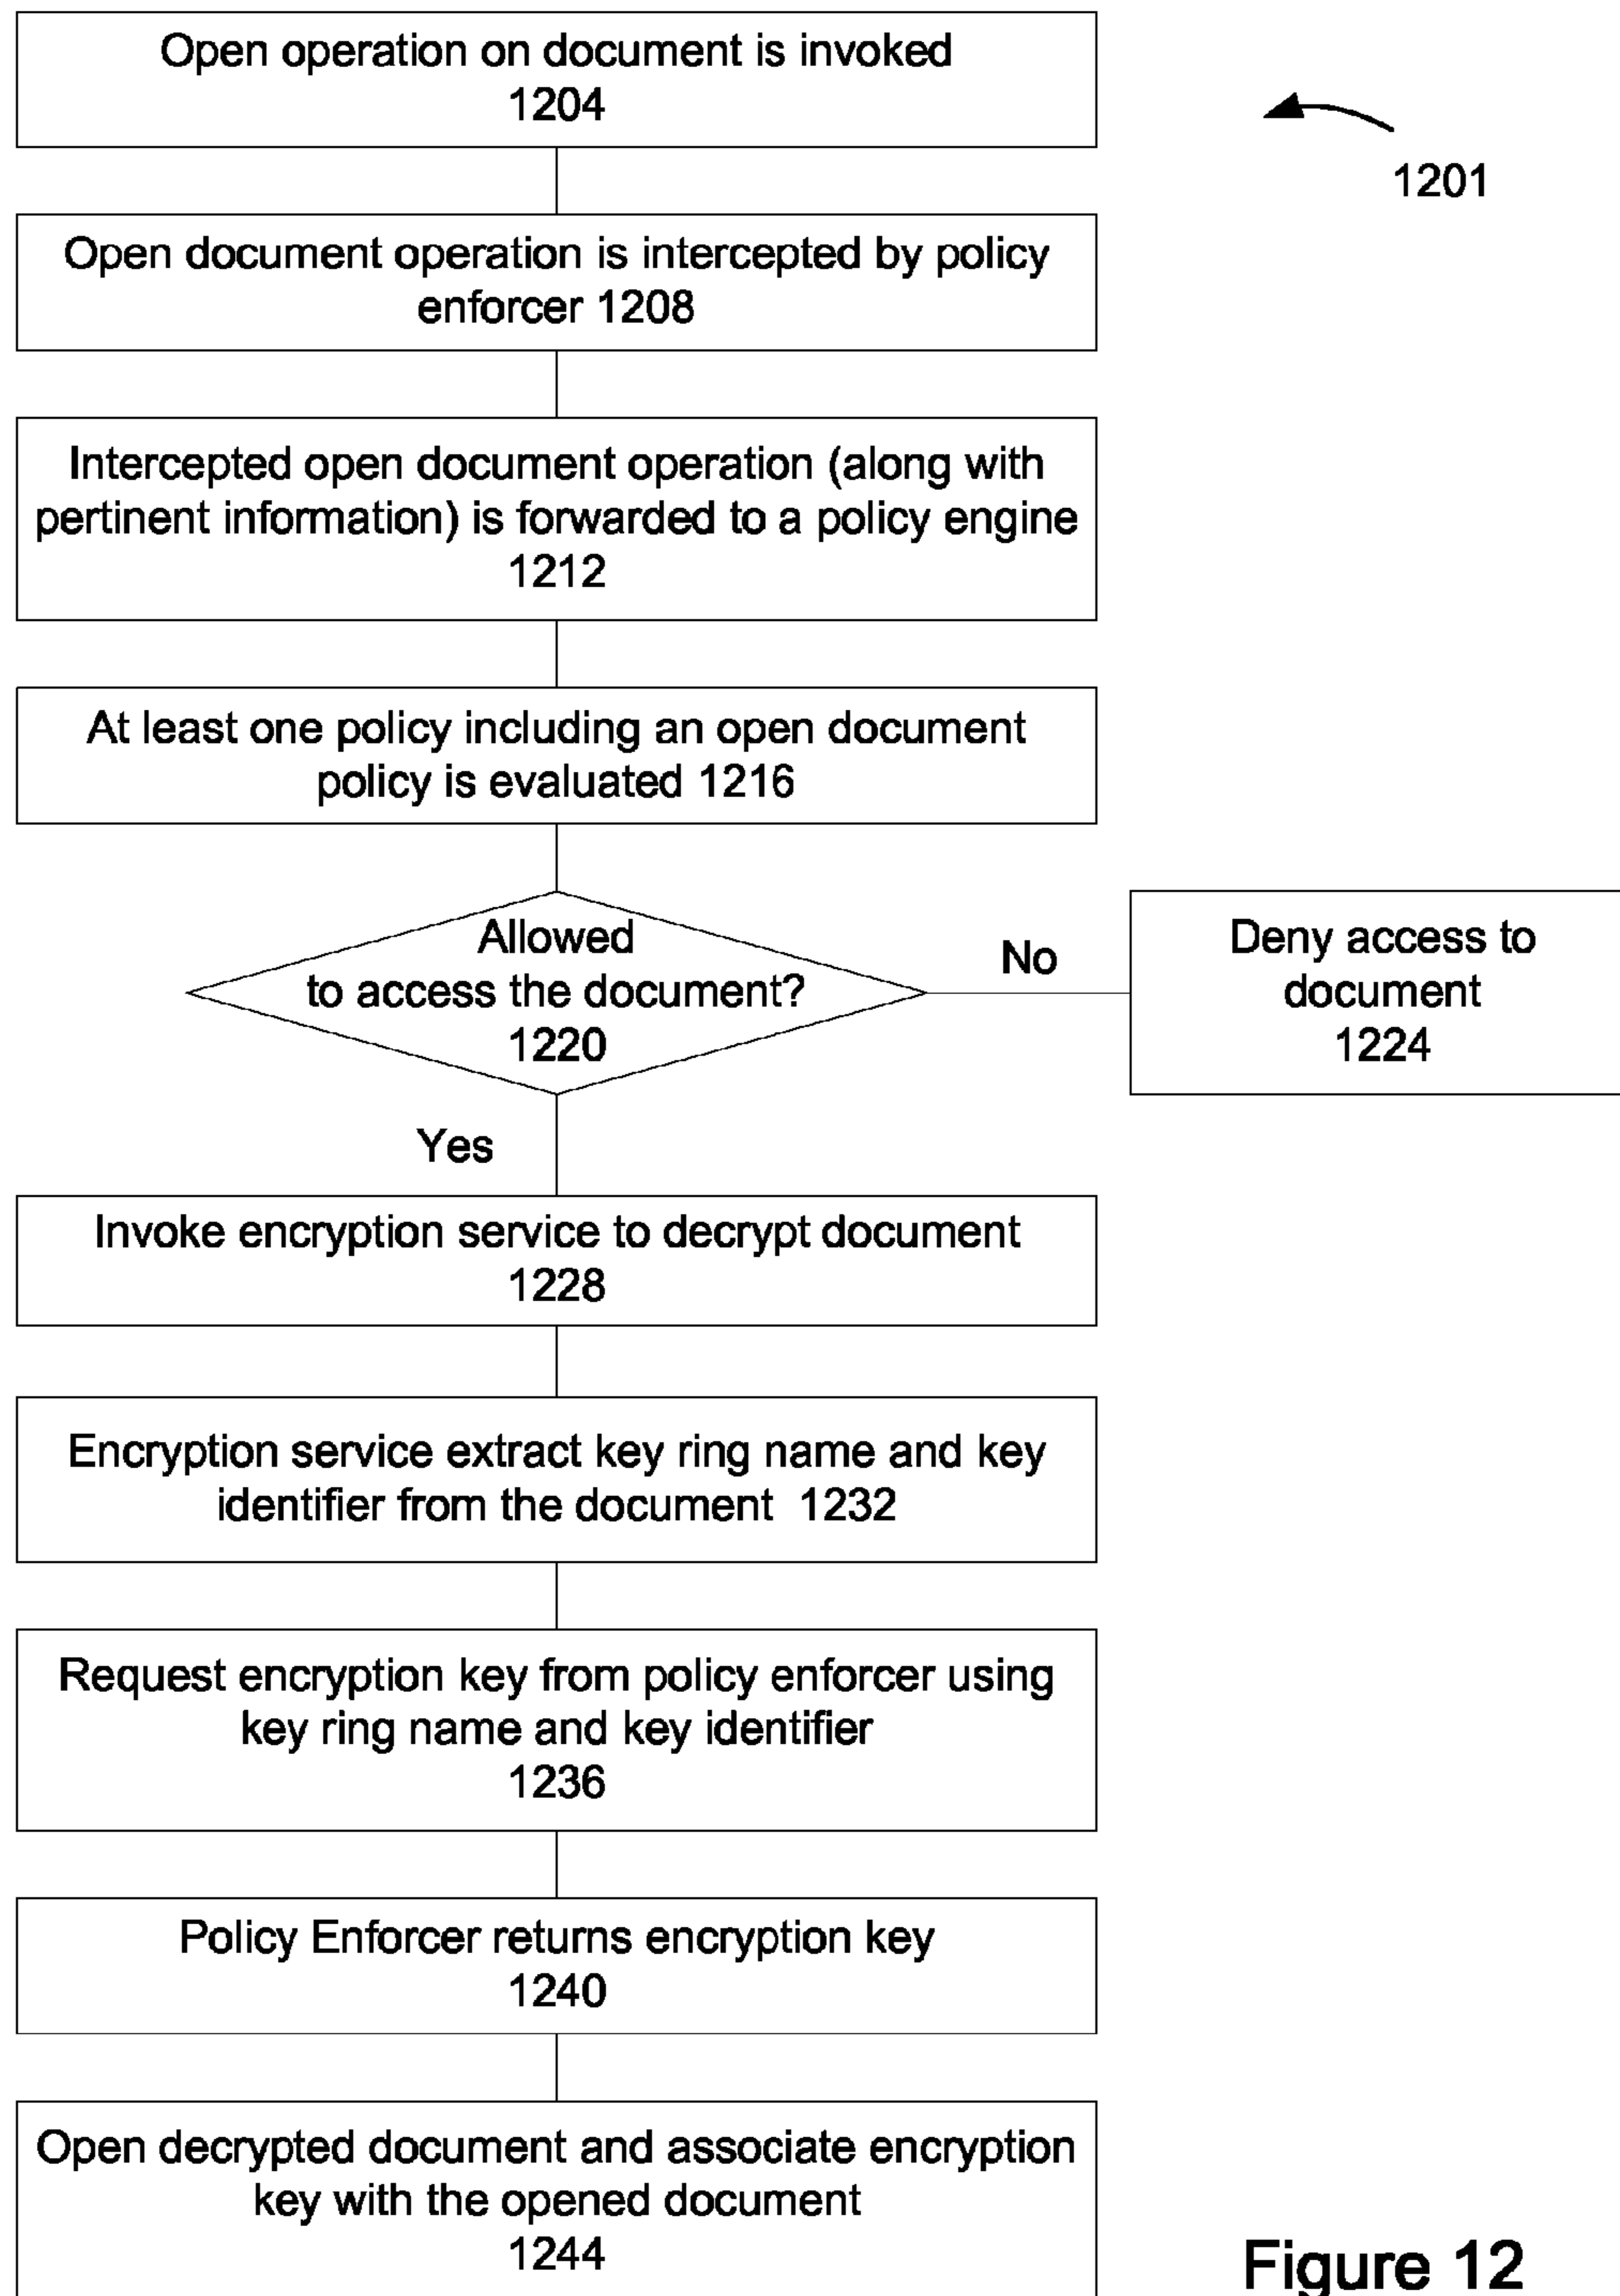 Open operation on document is invoked
1204
1201
Open document operation is intercepted by policy
enforcer 1208
Intercepted open document operation (along with
pertinent information) is forwarded to a policy engine
1212
At least one policy including an open document
policy is evaluated 1216
Allowed
to access the document?
1220
No
Deny access to
document
1224
Yes
Invoke encryption service to decrypt document
1228
Encryption service extract key ring name and key
identifier from the document 1232
Request encryption key from policy enforcer using
key ring name and key identifier
1236
Policy Enforcer returns encryption key
1240
Open decrypted document and associate encryption
key with the opened document
1244
Figure 12